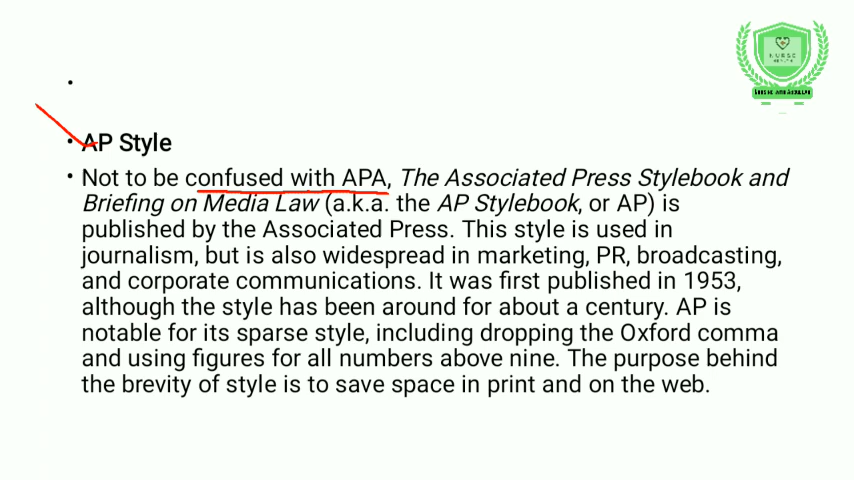 NURSE
• AP Style
• Not to be confused with APA, The Associated Press Stylebook and
Briefing on Media Law (a.k.a. the AP Stylebook, or AP) is
published by the Associated Press. This style is used in
journalism, but is also widespread in marketing, PR, broadcasting,
and corporate communications. It was first published in 1953,
although the style has been around for about a century. AP is
notable for its sparse style, including dropping the Oxford comma
and using figures for all numbers above nine. The purpose behind
the brevity of style is to save space in print and on the web.